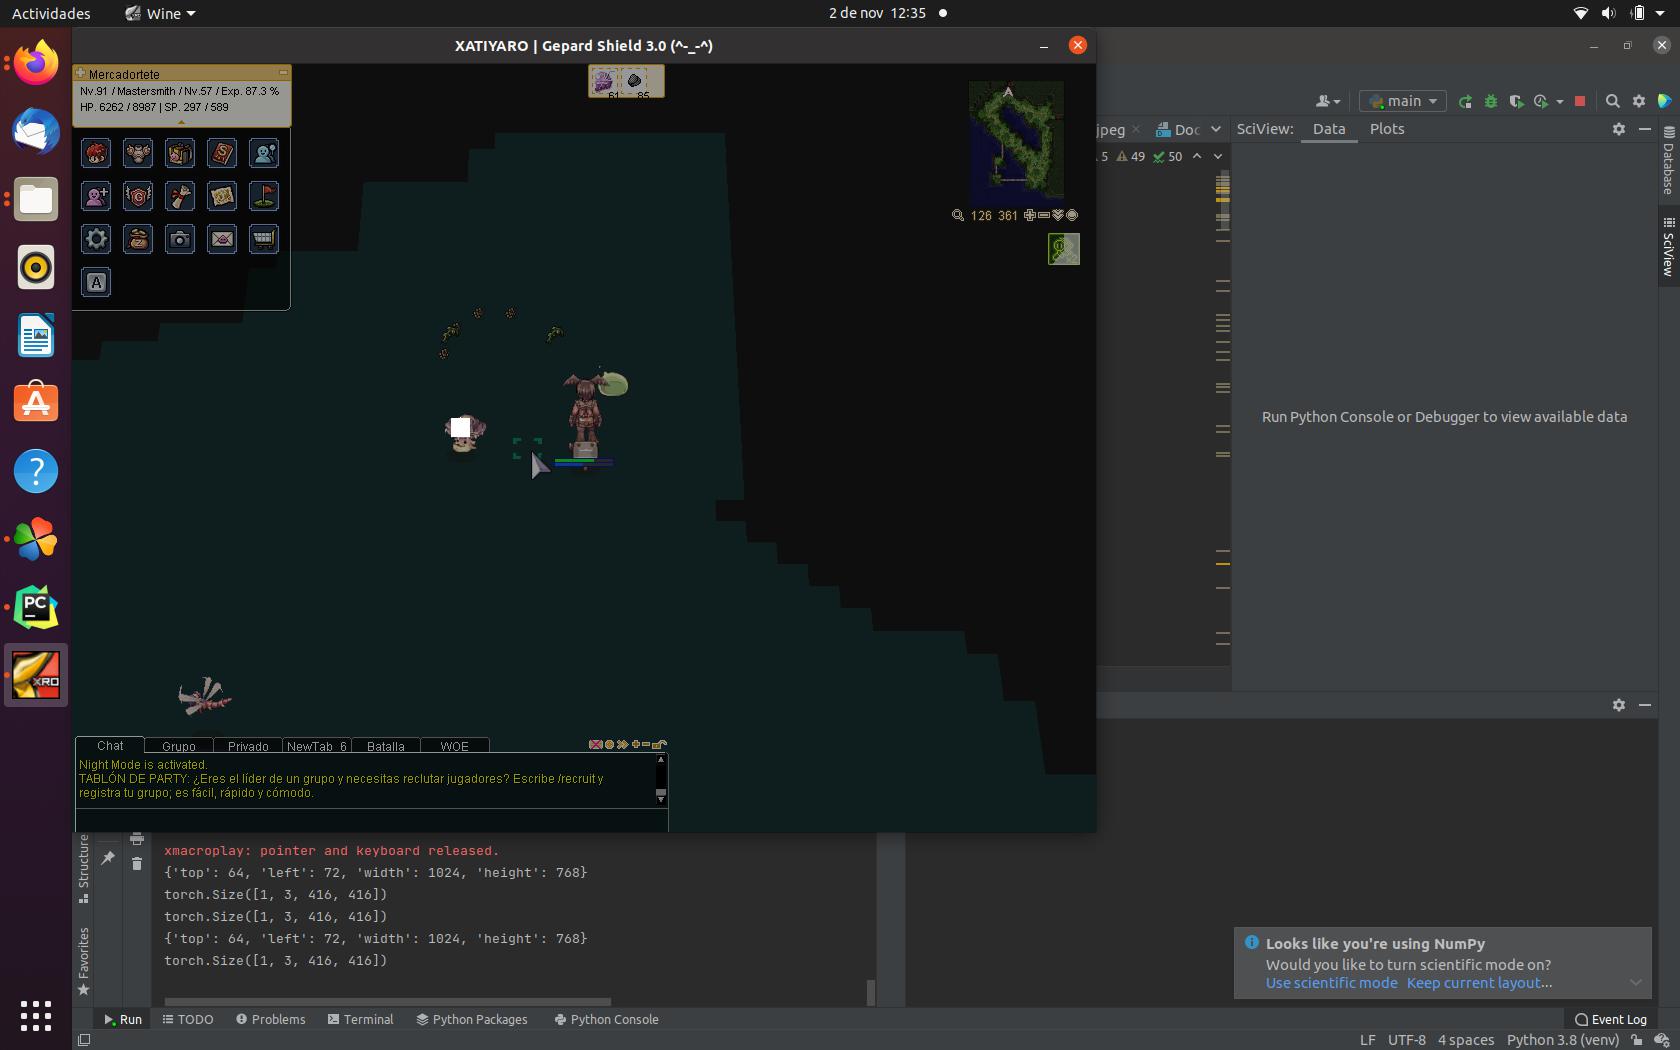 Actividades
Wine
2 de nov 12:35
XATIYARO | Gepard Shield 3.0 (^-_-^)
Mercadortete
Nv.91 / Mastersmith / Nv.57 / Exp. 87.3 %
HP. 6262 / 8987 | SP. 297 / 589
61
85
126 361
main
jpeg
Doc
SciView:
Data
Plots
5
49
50
Database
SciView
Run Python Console or Debugger to view available data
Chat
Grupo
Privado
NewTab_6
Batalla
WOE
Night Mode is activated.
TABLÓN DE PARTY: ¿Eres el líder de un grupo y necesitas reclutar jugadores? Escribe /recruit y
registra tu grupo; es fácil, rápido y cómodo.
Structure
Favorites
xmacroplay: pointer and keyboard released.
{'top': 64, 'left': 72, 'width': 1024, 'height': 768}
torch.Size([1, 3, 416, 416])
torch.Size([1, 3, 416, 416])
{'top': 64, 'left': 72, 'width': 1024, 'height': 768}
torch.Size([1, 3, 416, 416])
Looks like you're using NumPy
Would you like to turn scientific mode on?
Use scientific mode Keep current layout...
Run
TODO
Problems
Terminal
Python Packages
Python Console
Event Log
LF UTF-8 4 spaces Python 3.8 (venv)
PC
XRO